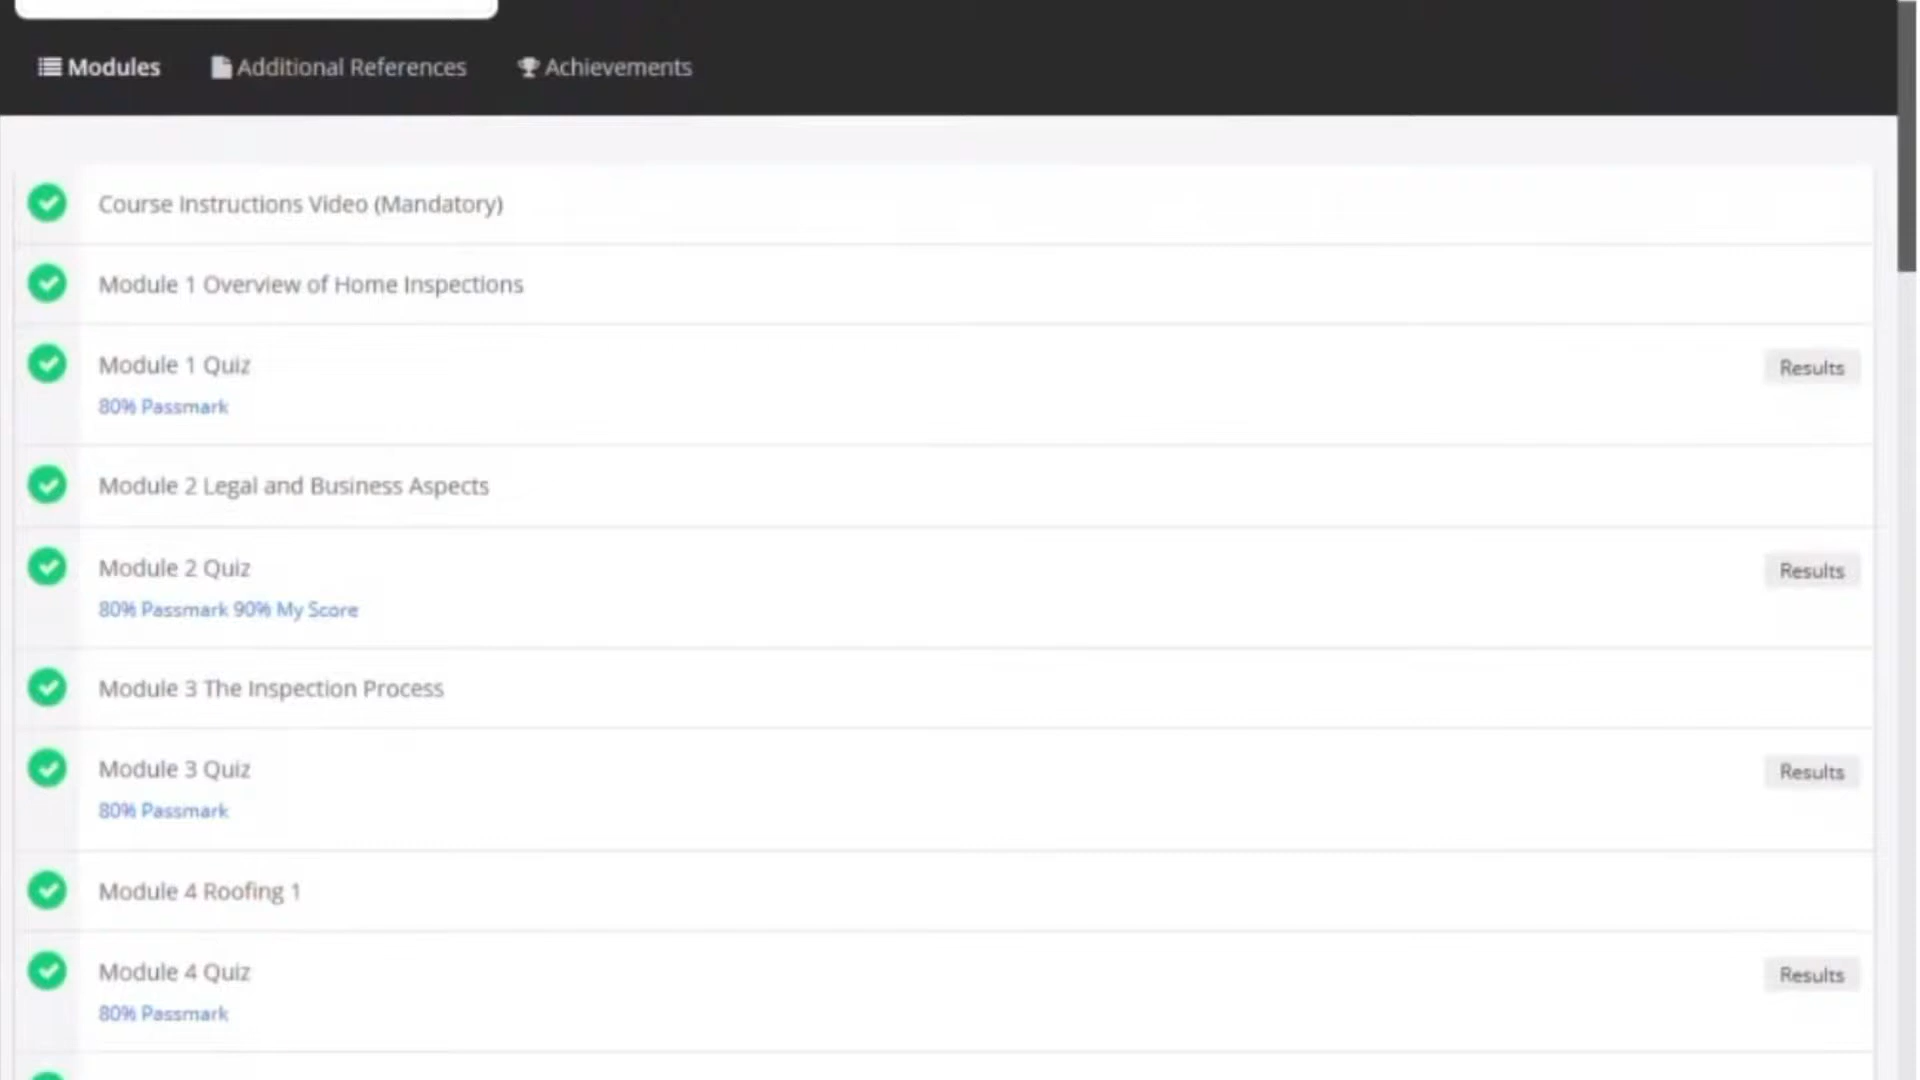 Modules Additional References Achievements
Course Instructions Video (Mandatory)
Module 1 Overview of Home Inspections
Module 1 Quiz Results
80% Passmark
Module 2 Legal and Business Aspects
Module 2 Quiz Results
80% Passmark 90% My Score
Module 3 The Inspection Process
Module 3 Quiz Results
80% Passmark
Module 4 Roofing 1
Module 4 Quiz Results
80% Passmark